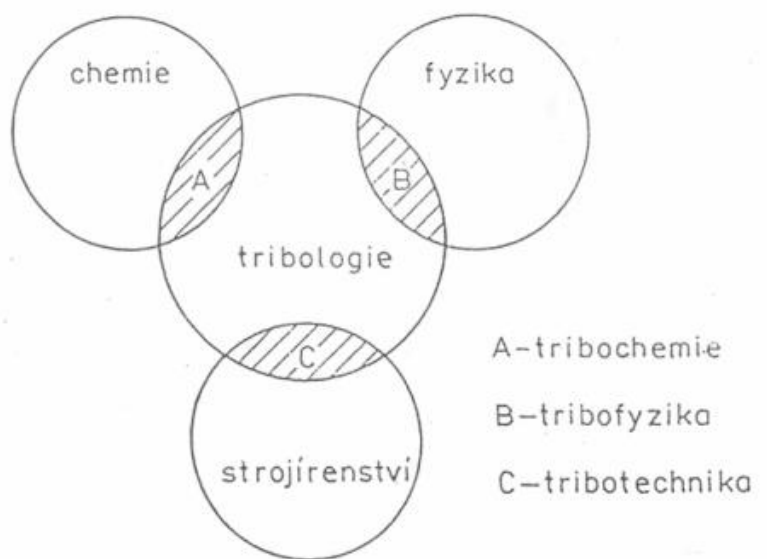 chemie
fyzika
A
B
tribologie
C
strojírenství
A-tribochemie
B-tribofyzika
C-tribotechnika